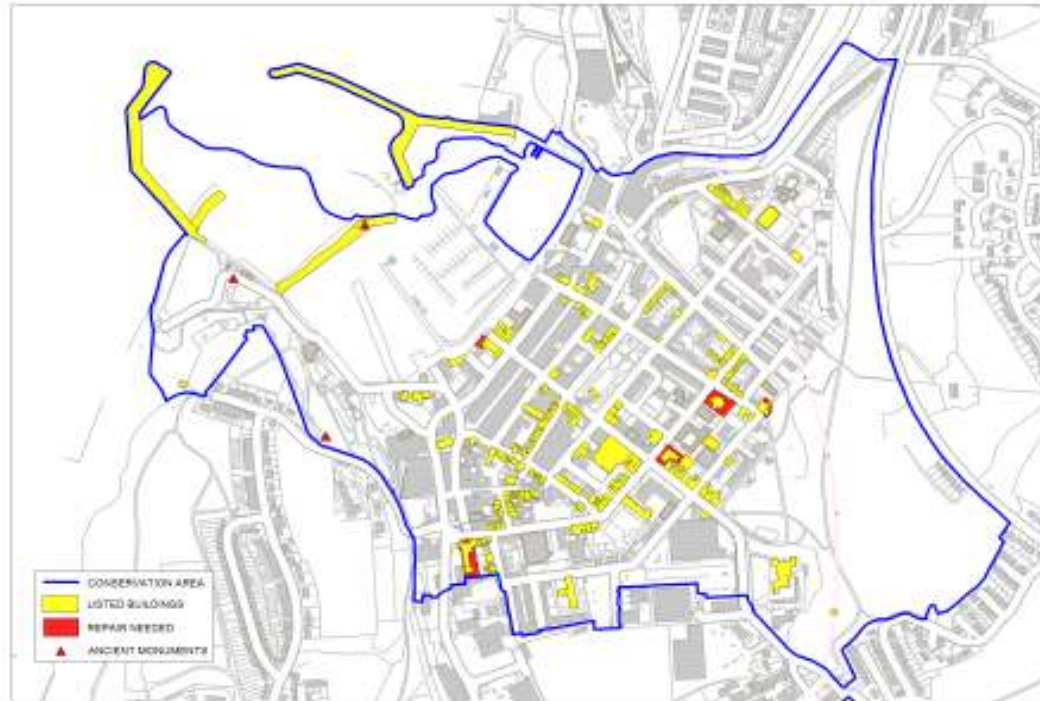 CONSERVATION AREA
LISTED BUILDINGS
REPAIR NEEDED
ANCIENT MONUMENTS